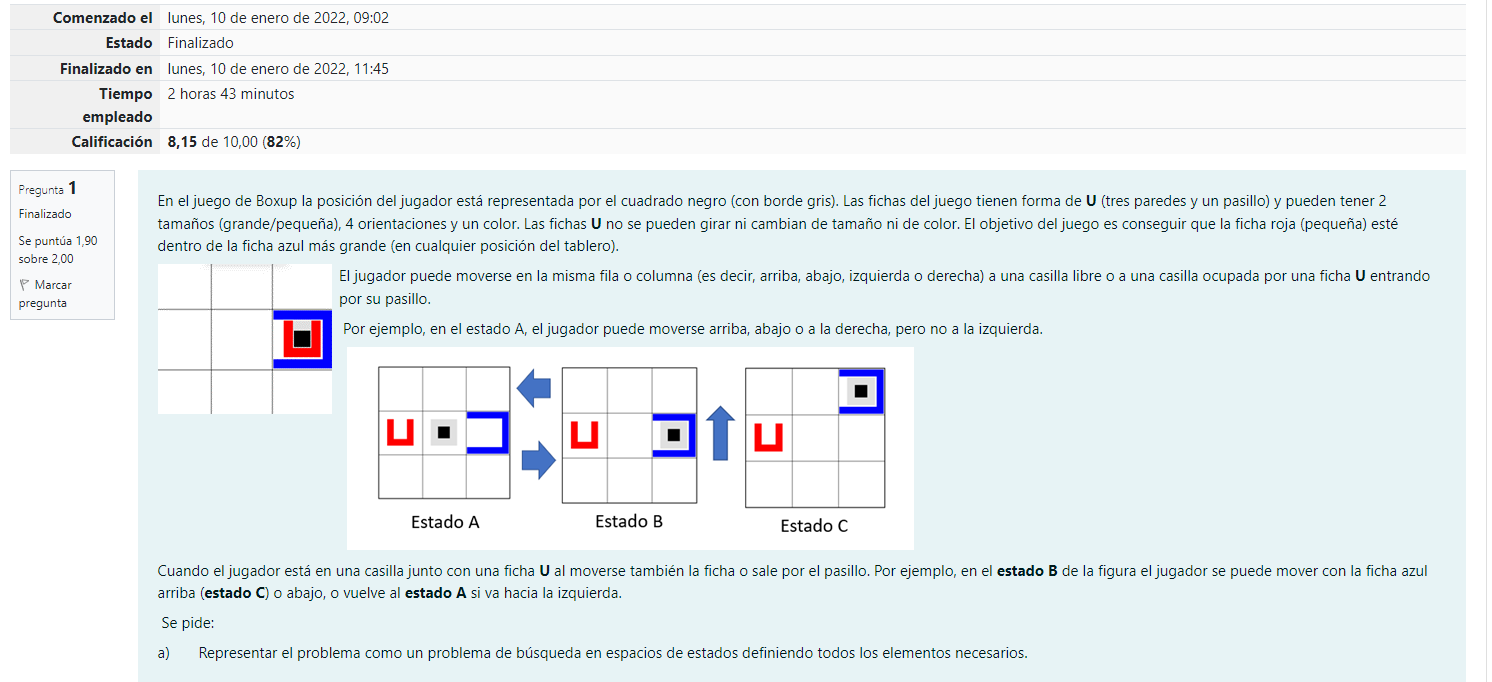 Comenzado el lunes, 10 de enero de 2022, 09:02
Estado Finalizado
Finalizado en lunes, 10 de enero de 2022, 11:45
Tiempo 2 horas 43 minutos
empleado
Calificación 8,15 de 10,00 (82%)
Pregunta 1
Finalizado
Se puntúa 1,90
sobre 2,00
Marcar
pregunta
En el juego de Boxup la posición del jugador está representada por el cuadrado negro (con borde gris). Las fichas del juego tienen forma de U (tres paredes y un pasillo) y pueden tener 2
tamaños (grande/pequeña), 4 orientaciones y un color. Las fichas U no se pueden girar ni cambian de tamaño ni de color. El objetivo del juego es conseguir que la ficha roja (pequeña) esté
dentro de la ficha azul más grande (en cualquier posición del tablero).
El jugador puede moverse en la misma fila o columna (es decir, arriba, abajo, izquierda o derecha) a una casilla libre o a una casilla ocupada por una ficha U entrando
por su pasillo.
Por ejemplo, en el estado A, el jugador puede moverse arriba, abajo o a la derecha, pero no a la izquierda.
Estado A
Estado B
Estado C
Cuando el jugador está en una casilla junto con una ficha U al moverse también la ficha o sale por el pasillo. Por ejemplo, en el estado B de la figura el jugador se puede mover con la ficha azul
arriba (estado C) o abajo, o vuelve al estado A si va hacia la izquierda.
Se pide:
a) Representar el problema como un problema de búsqueda en espacios de estados definiendo todos los elementos necesarios.